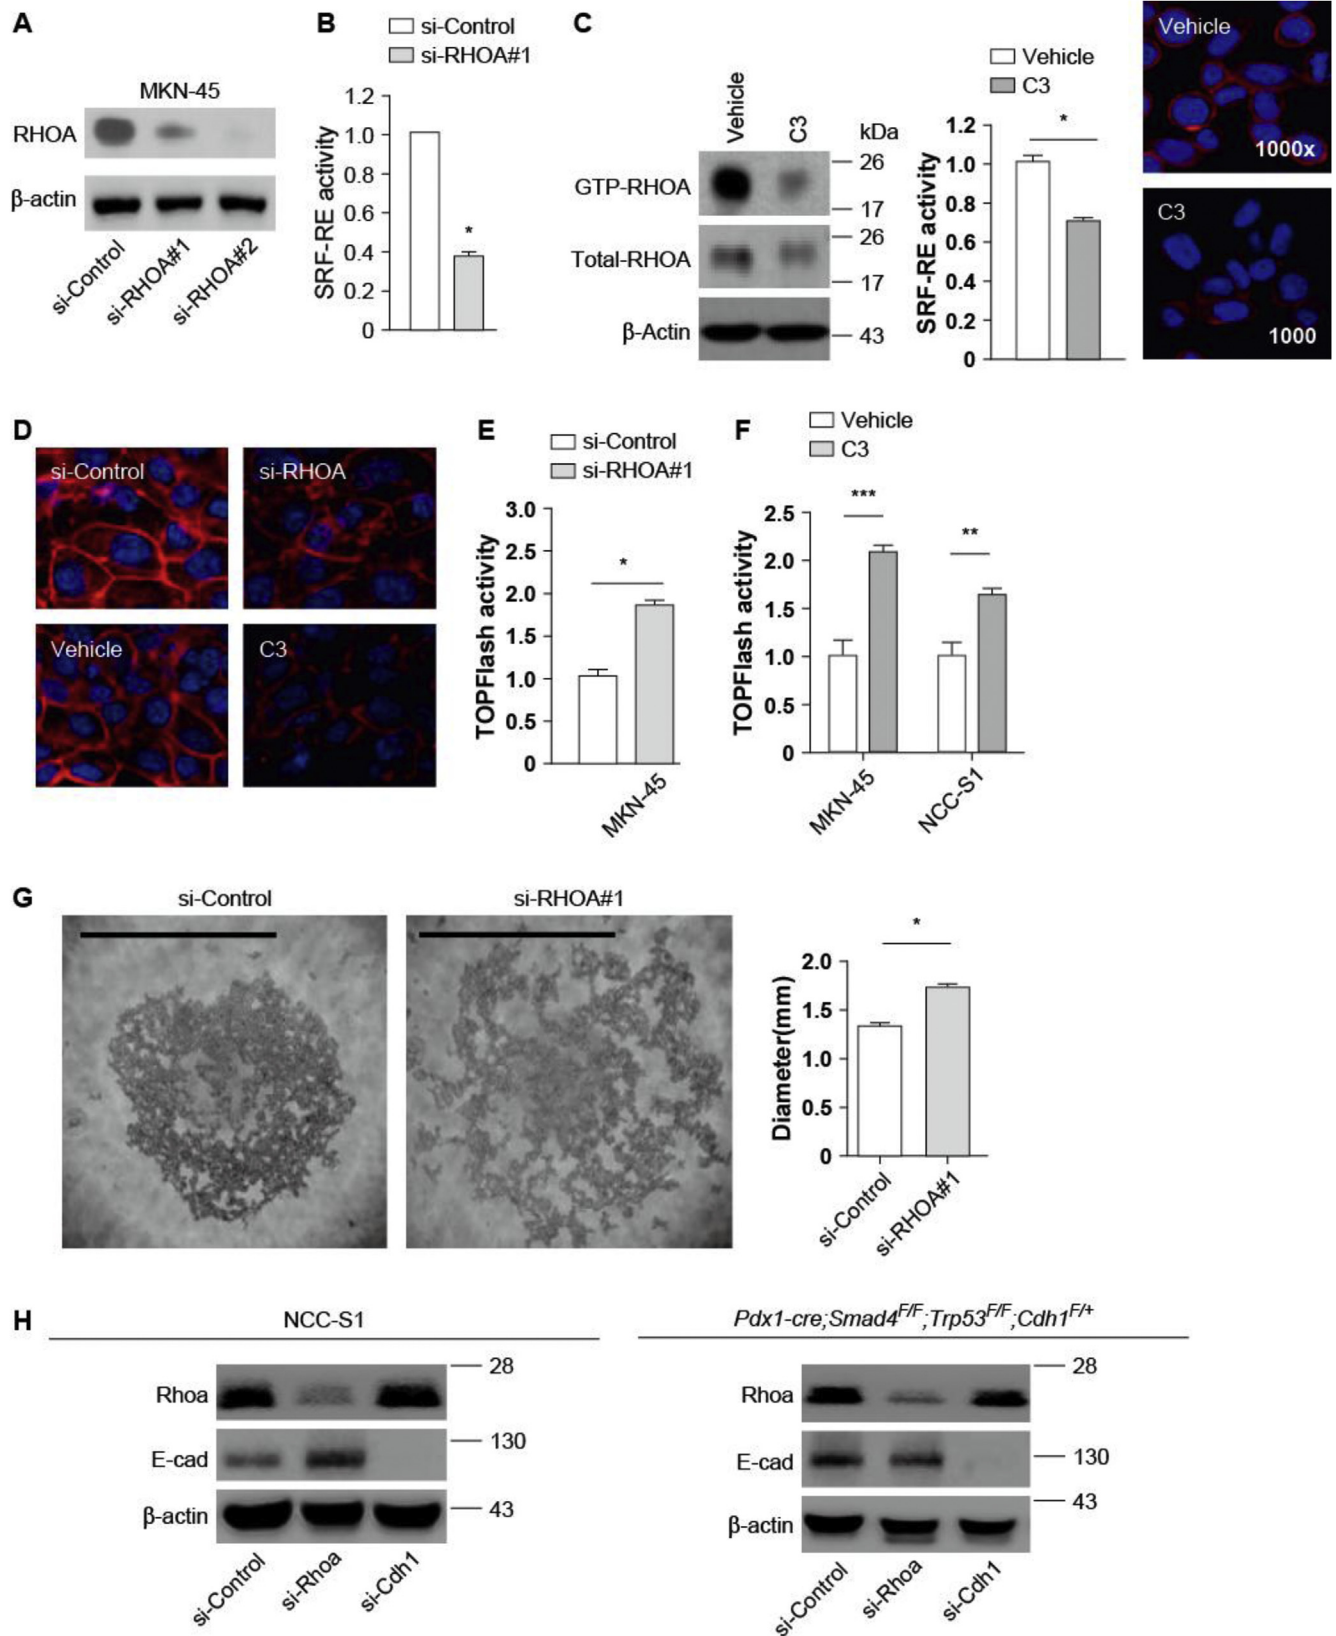 A
MKN-45
RHOA
β-actin
si-Control
si-RHOA#1
si-RHOA#2
B
si-Control
si-RHOA#1
SRF-RE activity
1.2
1.0
0.8
0.6
0.4
0.2
0
*
C
Vehicle
C3
kDa
GTP-RHOA
26
17
Total-RHOA
26
17
β-Actin
43
Vehicle
C3
SRF-RE activity
1.2
1.0
0.8
0.6
0.4
0.2
0
*
Vehicle
1000x
C3
1000
D
si-Control
si-RHOA
Vehicle
C3
E
si-Control
si-RHOA#1
TOPFlash activity
3.0
2.5
2.0
1.5
1.0
0.5
0
*
MKN-45
F
Vehicle
C3
TOPFlash activity
2.5
2.0
1.5
1.0
0.5
0
***
**
MKN-45
NCC-S1
G
si-Control
si-RHOA#1
Diameter(mm)
2.0
1.5
1.0
0.5
0
*
si-Control
si-RHOA#1
H
NCC-S1
Rhoa
28
E-cad
130
β-actin
43
si-Control
si-Rhoa
si-Cdh1
Pdx1-cre;Smad4F/F;Trp53F/F;Cdh1F/+
Rhoa
28
E-cad
130
43
β-actin
si-Control
si-Rhoa
si-Cdh1